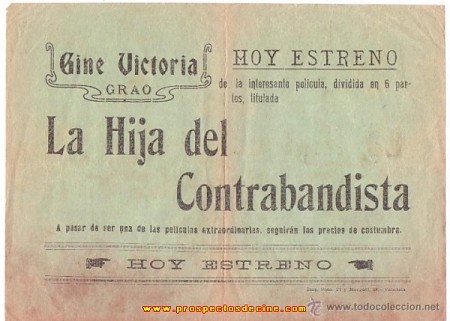 Cine Victoria
GRAO
HOY ESTRENO
de la interesante película, dividida en 6 par-
tes, titulada
La Hija del
Contrabandista
A pesar de ser una de las películas extraordinarias, seguirán los precios de costumbre.
HOY ESTRENO
www.prospectosdecine.com
www.todocoleccion.net